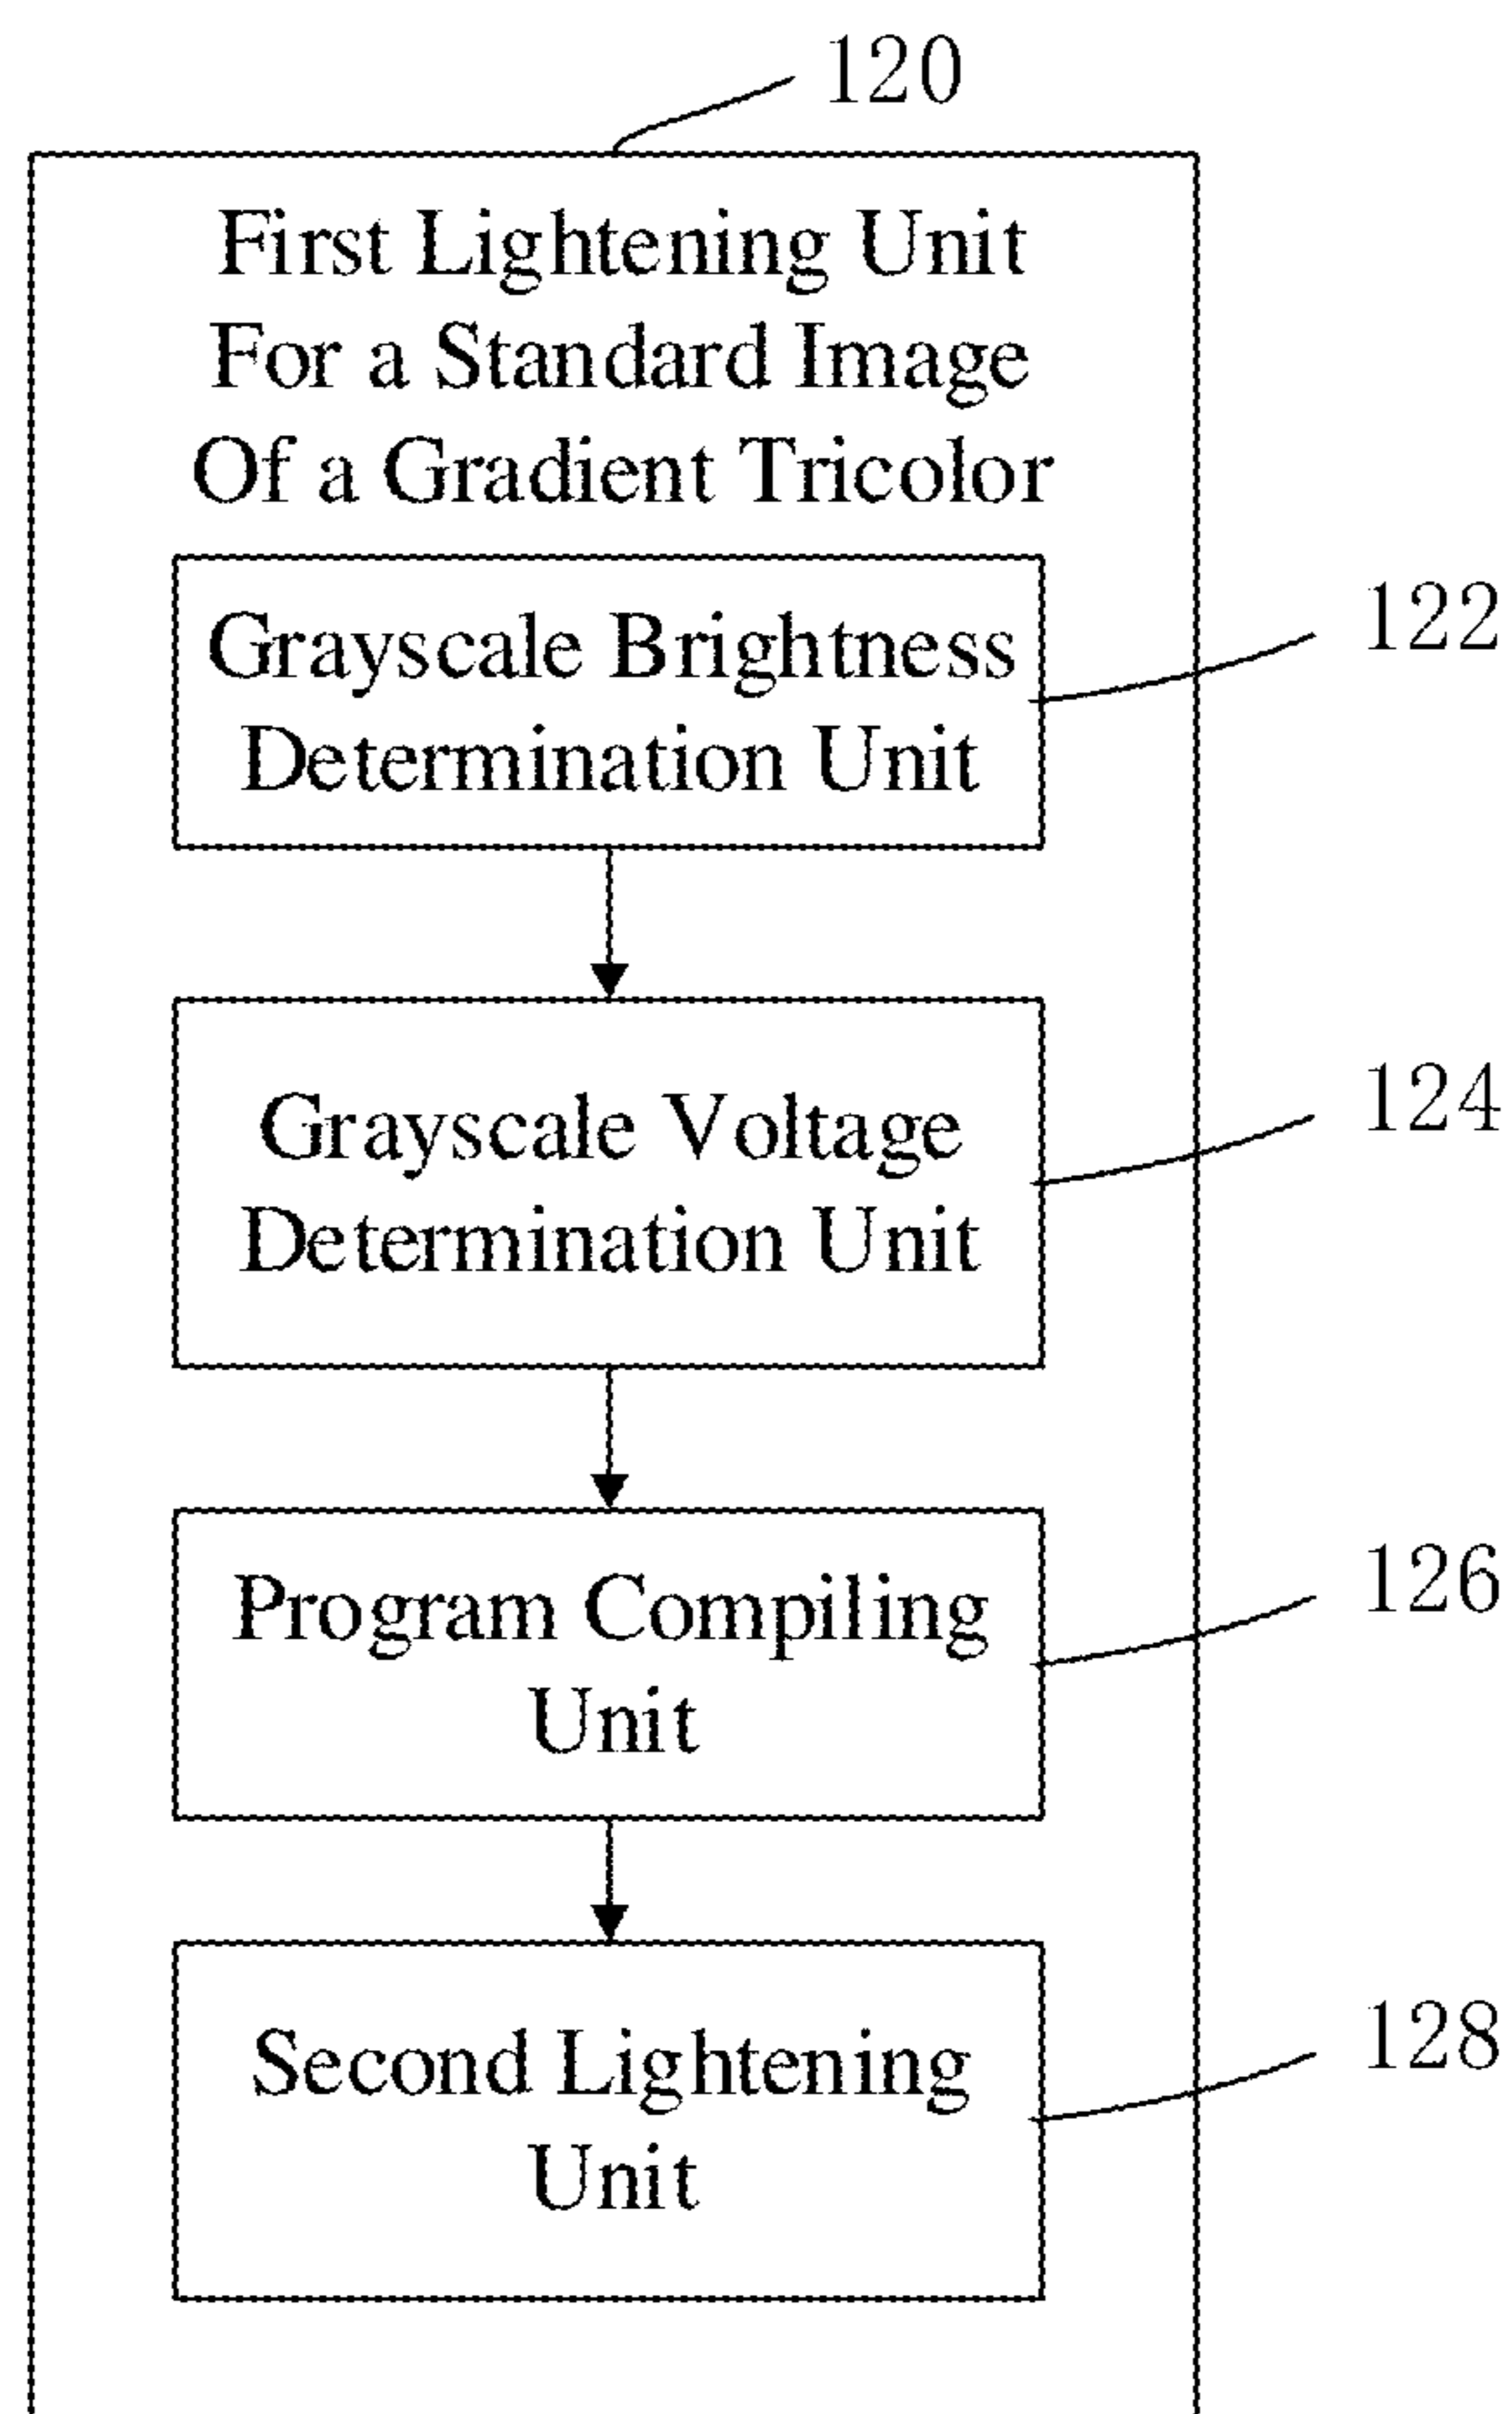 120
First Lightening Unit
For a Standard Image
Of a Gradient Tricolor
Grayscale Brightness
Determination Unit
122
Grayscale Voltage
Determination Unit
124
Program Compiling
Unit
126
Second Lightening
Unit
128